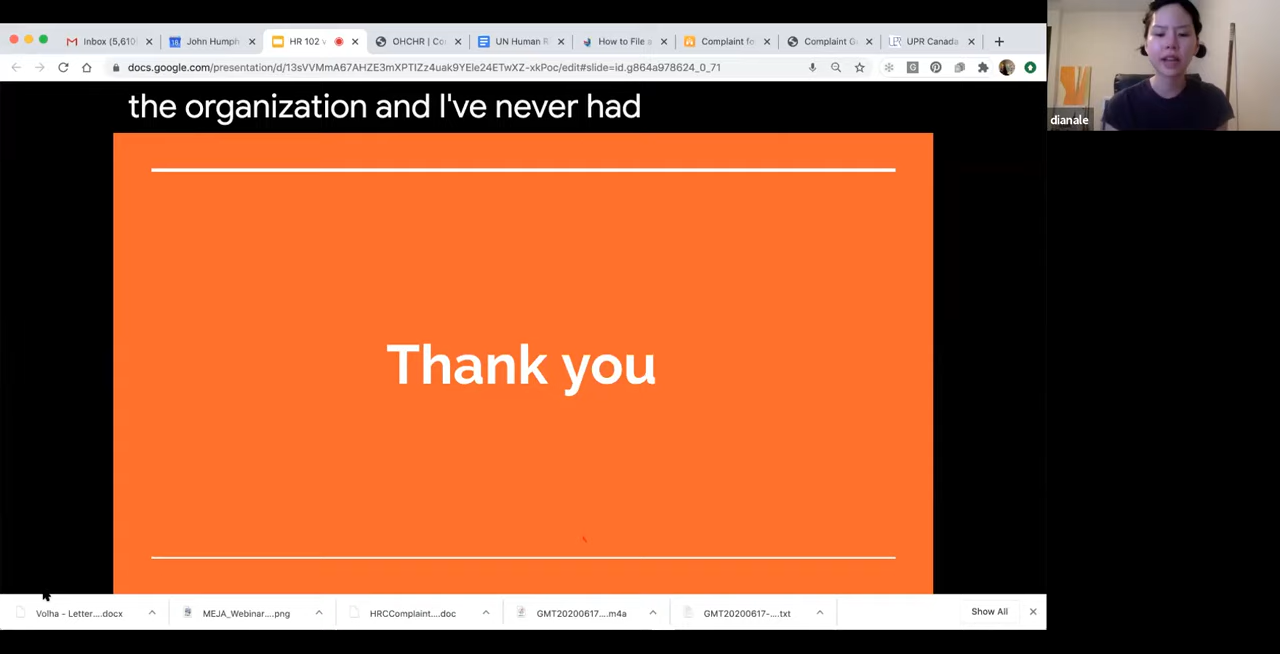 Inbox (5,610
John Humph
HR 102 v
OHCHR | Co
UN Human R
How to File a
Complaint fo
Complaint G
UPR Canada
docs.google.com/presentation/d/13sVVMmA67AHZE3mXPTIZz4uak9YEle24ETwXZ-xkPoc/edit#slide=id.g864a978624_0_71
dianale
the organization and I've never had
Thank you
Volha - Letter....docx
MEJA_Webinar....png
HRCComplaint....doc
GMT20200617....m4a
GMT20200617-....txt
Show All